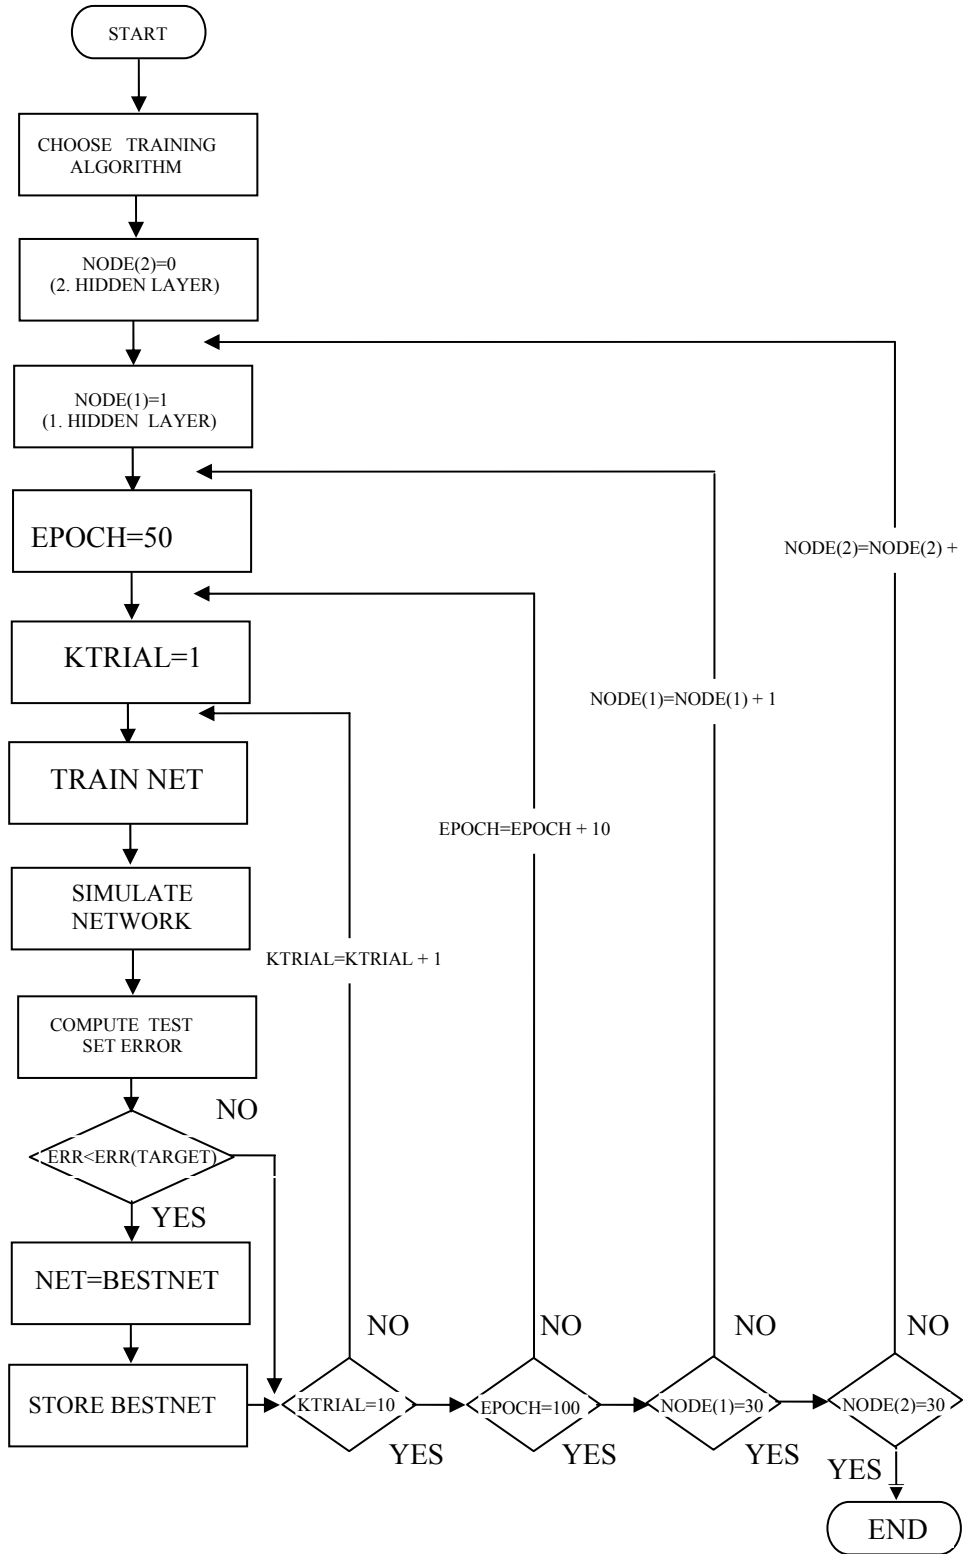 START
CHOOSE TRAINING
ALGORITHM
NODE(2)=0
(2. HIDDEN LAYER)
NODE(1)=1
(1. HIDDEN LAYER)
EPOCH=50
NODE(2)=NODE(2) +
KTRIAL=1
NODE(1)=NODE(1) + 1
TRAIN NET
EPOCH=EPOCH + 10
SIMULATE
NETWORK
KTRIAL=KTRIAL + 1
COMPUTE TEST
SET ERROR
NO
ERR<ERR(TARGET)
YES
NET=BESTNET
NO
NO
NO
NO
STORE BESTNET
KTRIAL=10
EPOCH=100
NODE(1)=30
NODE(2)=30
YES
YES
YES
YES
END